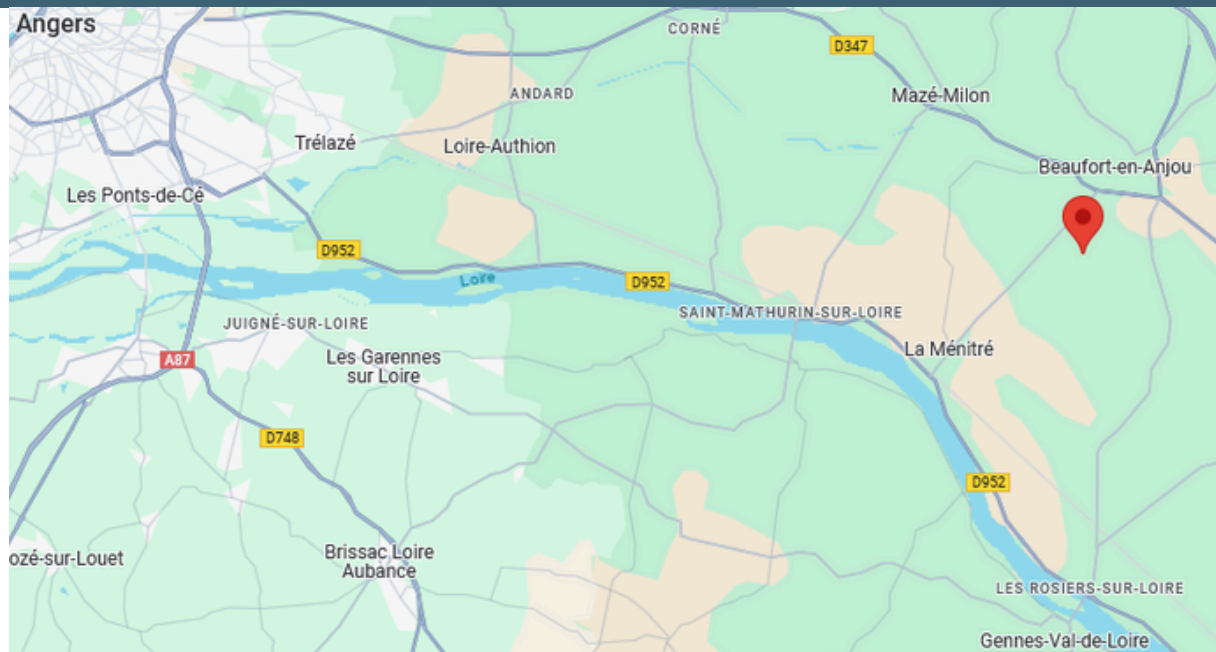 Angers
CORNÉ
D347
ANDARD
Mazé-Milon
Trélazé
Loire-Authion
Beaufort-en-Anjou
Les Ponts-de-Cé
D952
Loire
D952
SAINT-MATHURIN-SUR-LOIRE
JUIGNÉ-SUR-LOIRE
La Ménitré
A87
Les Garennes
sur Loire
D748
D952
Brissac Loire
Aubance
ozé-sur-Louet
LES ROSIERS-SUR-LOIRE
Gennes-Val-de-Loire